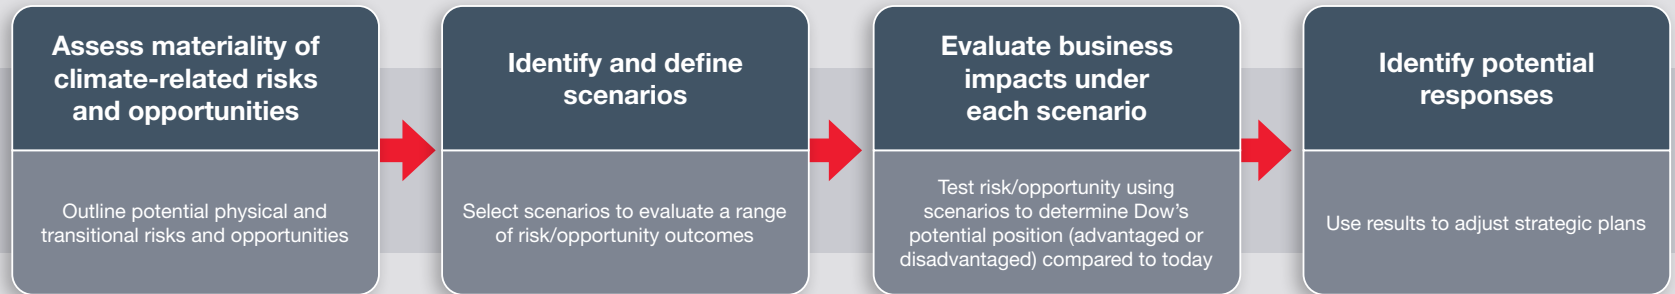 Assess materiality of
climate-related risks
and opportunities
Outline potential physical and
transitional risks and opportunities
Identify and define
scenarios
Select scenarios to evaluate a range
of risk/opportunity outcomes
Evaluate business
impacts under
each scenario
Test risk/opportunity using
scenarios to determine Dow's
potential position (advantaged or
disadvantaged) compared to today
Identify potential
responses
Use results to adjust strategic plans